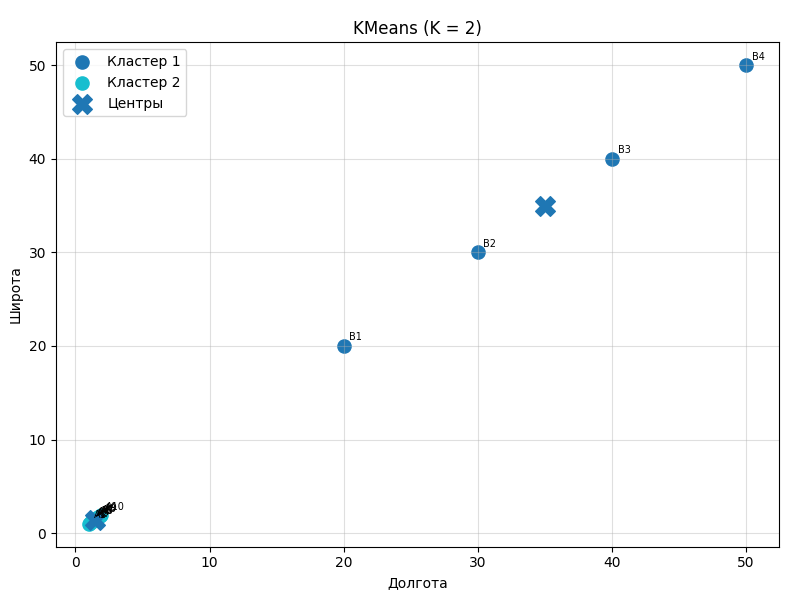 KMeans (K = 2)
Кластер 1
Кластер 2
Центры
B4
B3
B2
B1
50
40
30
20
10
0
Широта
0
10
20
30
40
50
Долгота